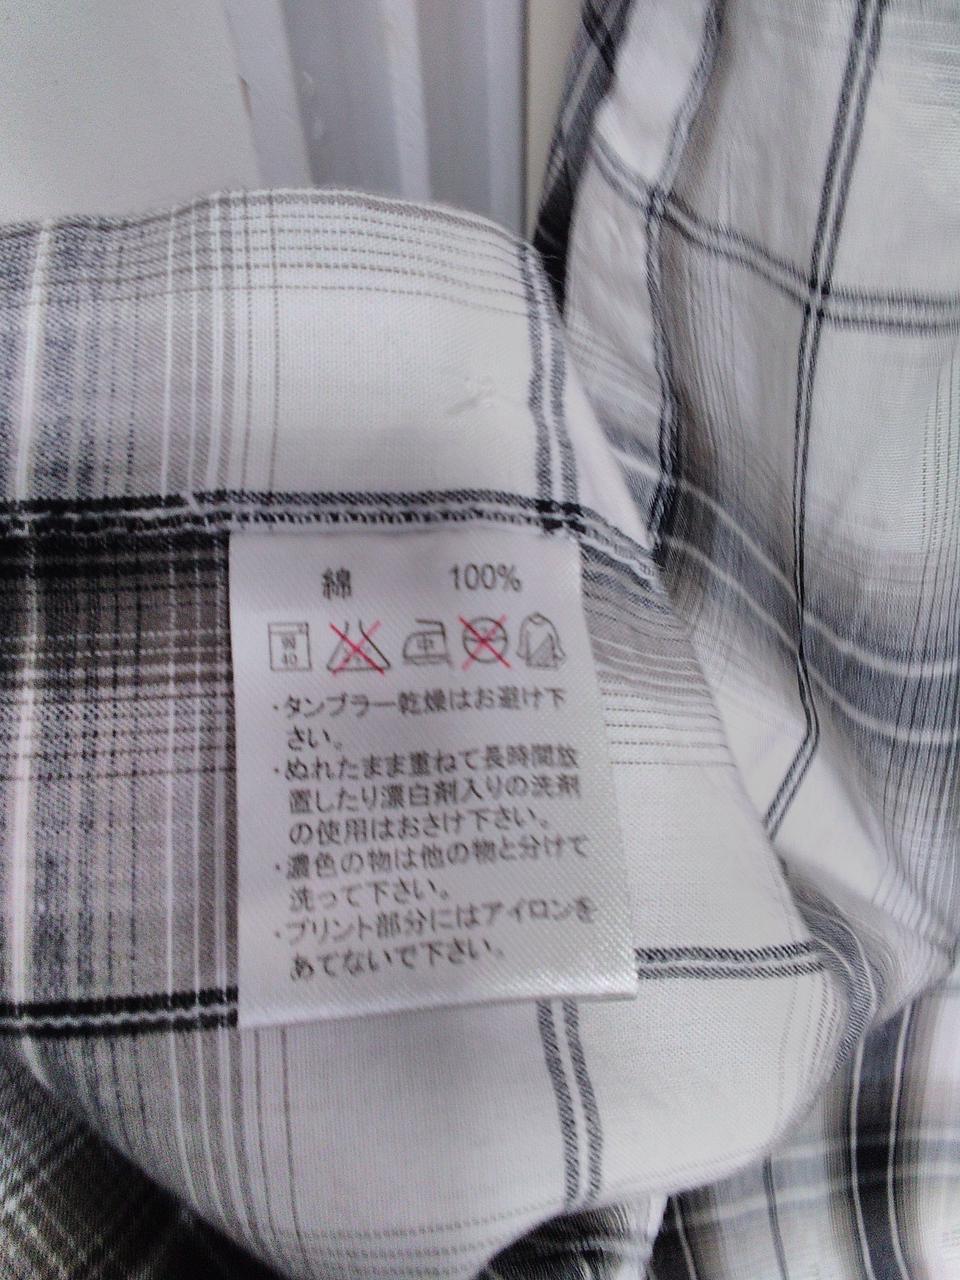 綿 100%
W 40 中
・タンブラー乾燥はお避け下
さい。
・ぬれたまま重ねて長時間放
置したり漂白剤入りの洗剤
の使用はおさけ下さい。
・濃色の物は他の物と分けて
洗って下さい。
・プリント部分にはアイロンを
あてないで下さい。